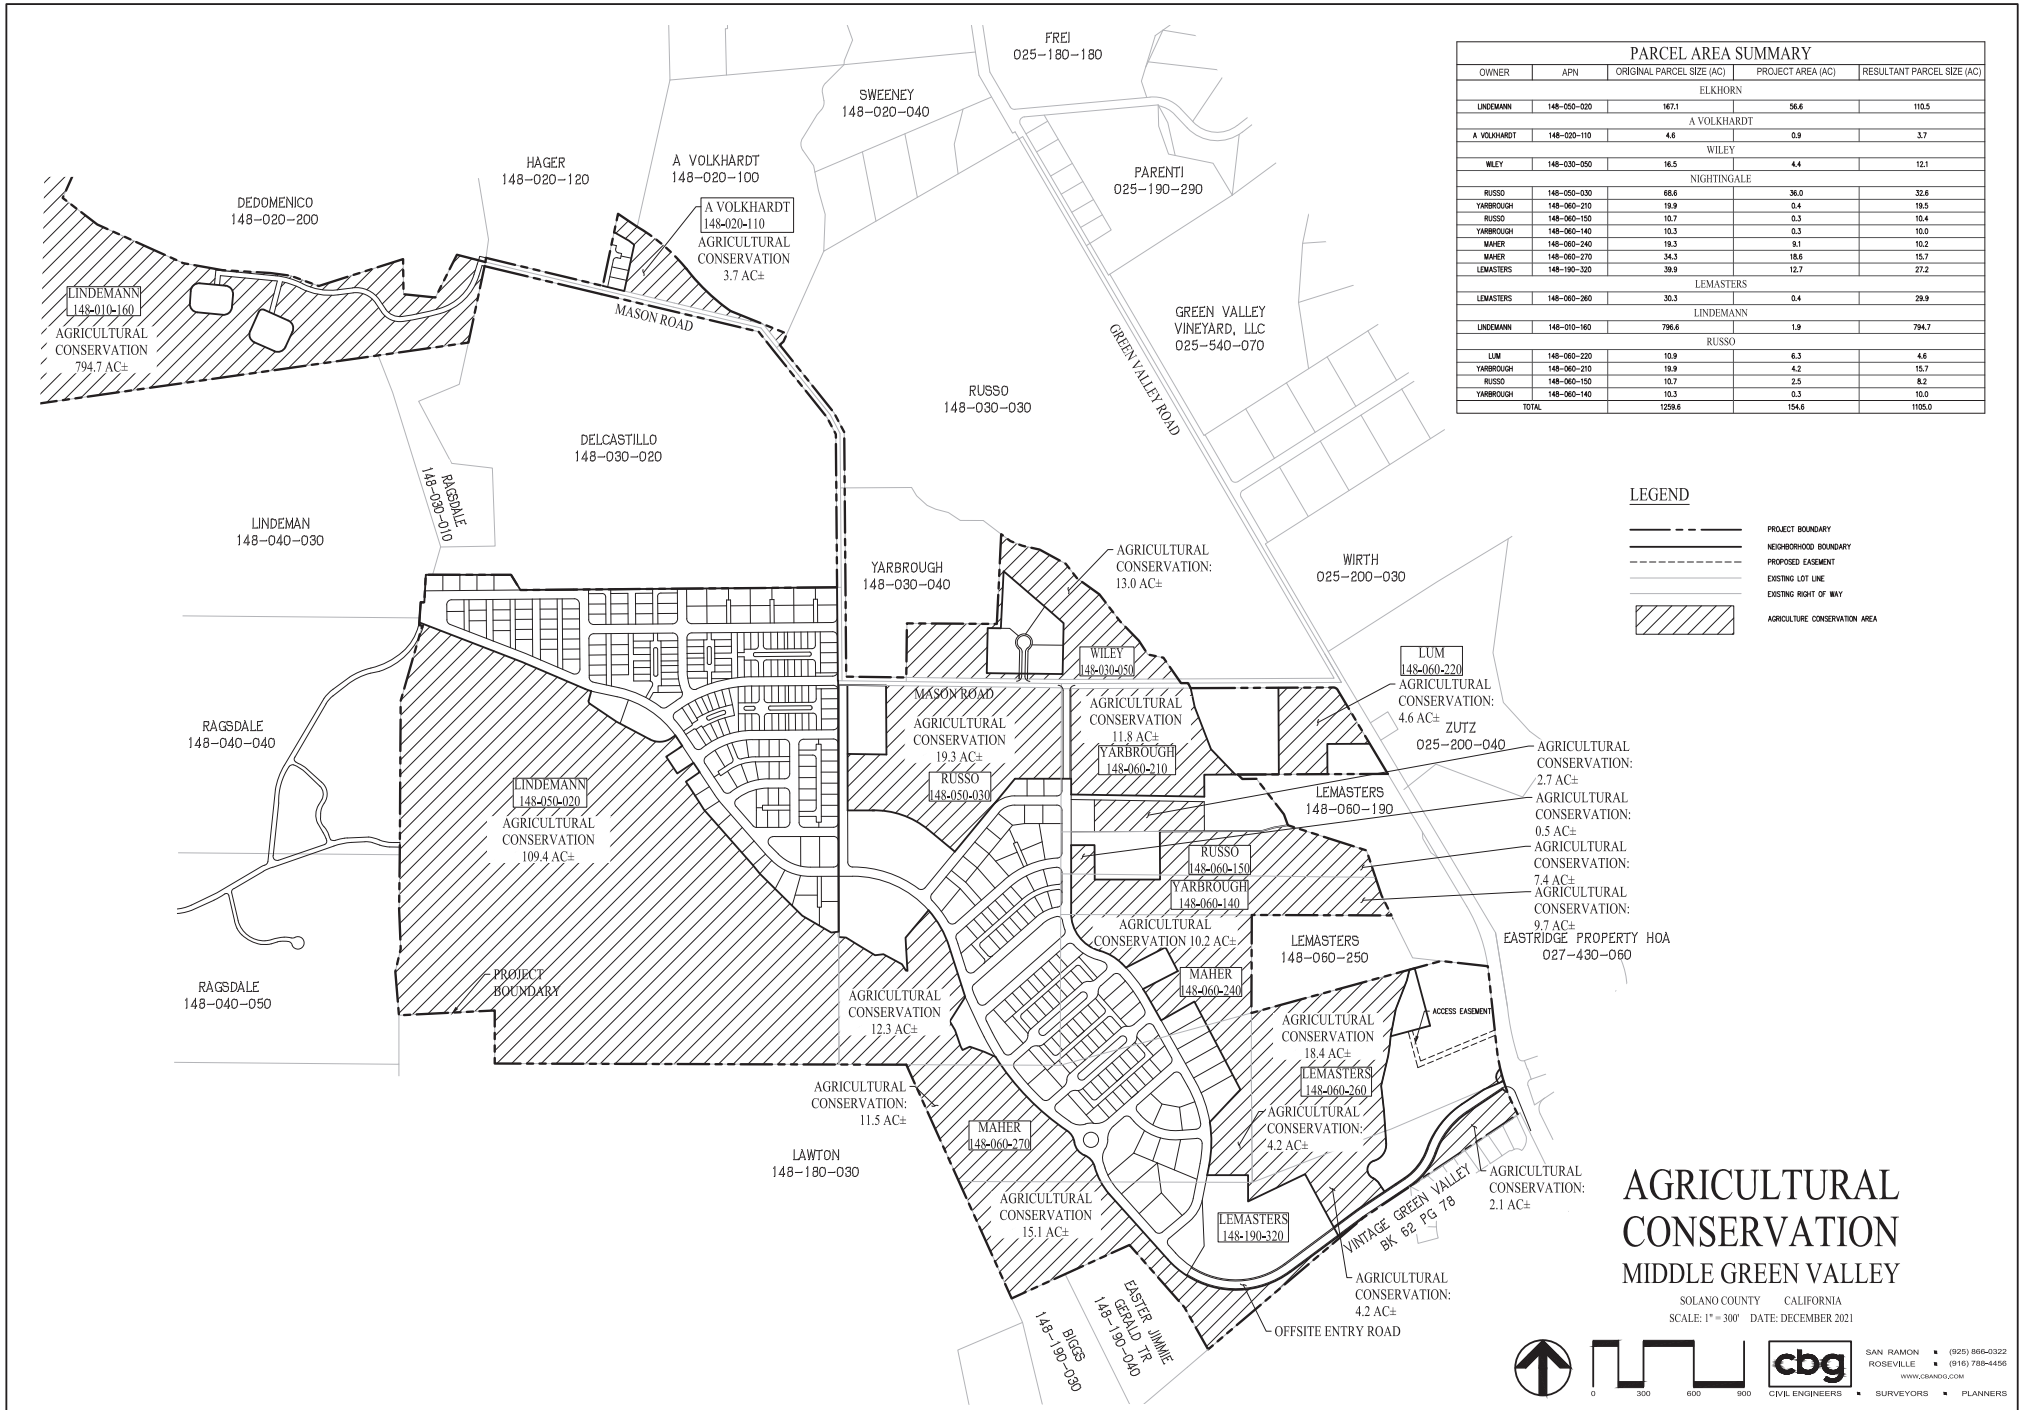 FREI
025-180-180
SWEENEY
148-020-040
HAGER
148-020-120
A VOLKHARDT
148-020-100
A VOLKHARDT
148-020-110
AGRICULTURAL
CONSERVATION
3.7 AC±
PARENTI
025-190-290
DEDOMENICO
148-020-200
LINDEMANN
148-010-160
AGRICULTURAL
CONSERVATION
794.7 AC±
MASON ROAD
GREEN VALLEY
VINEYARD, LLC
025-540-070
GREEN VALLEY ROAD
RUSSO
148-030-030
DELCASTILLO
148-030-020
RAGSDALE
148-030-010
LINDEMAN
148-040-030
YARBROUGH
148-030-040
AGRICULTURAL
CONSERVATION:
13.0 AC±
WIRTH
025-200-030
WILEY
148-030-050
LUM
148-060-220
AGRICULTURAL
CONSERVATION:
4.6 AC±
ZUTZ
025-200-040
MASON ROAD
AGRICULTURAL
CONSERVATION
19.3 AC±
RUSSO
148-050-030
AGRICULTURAL
CONSERVATION
11.8 AC±
YARBROUGH
148-060-210
RAGSDALE
148-040-040
LINDEMANN
148-050-020
AGRICULTURAL
CONSERVATION
109.4 AC±
LEMASTERS
148-060-190
AGRICULTURAL
CONSERVATION:
2.7 AC±
AGRICULTURAL
CONSERVATION:
0.5 AC±
AGRICULTURAL
CONSERVATION:
7.4 AC±
AGRICULTURAL
CONSERVATION:
9.7 AC±
RUSSO
148-060-150
YARBROUGH
148-060-140
AGRICULTURAL
CONSERVATION 10.2 AC±
MAHER
148-060-240
LEMASTERS
148-060-250
EASTRIDGE PROPERTY HOA
027-430-060
RAGSDALE
148-040-050
PROJECT
BOUNDARY
AGRICULTURAL
CONSERVATION
12.3 AC±
ACCESS EASEMENT
AGRICULTURAL
CONSERVATION
18.4 AC±
LEMASTERS
148-060-260
AGRICULTURAL
CONSERVATION:
4.2 AC±
AGRICULTURAL
CONSERVATION:
11.5 AC±
MAHER
148-060-270
LAWTON
148-180-030
AGRICULTURAL
CONSERVATION
15.1 AC±
LEMASTERS
148-190-320
VINTAGE GREEN VALLEY
BK 62 PG 78
AGRICULTURAL
CONSERVATION:
2.1 AC±
AGRICULTURAL
CONSERVATION:
4.2 AC±
OFFSITE ENTRY ROAD
EASTER JIMMIE
GERALD TR
148-190-040
BIGGS
148-190-030
PARCEL AREA SUMMARY
OWNER APN ORIGINAL PARCEL SIZE (AC) PROJECT AREA (AC) RESULTANT PARCEL SIZE (AC)
ELKHORN
LINDEMANN 148-050-020 167.1 56.6 110.5
A VOLKHARDT
A VOLKHARDT 148-020-110 4.6 0.9 3.7
WILEY
WILEY 148-030-050 16.5 4.4 12.1
NIGHTINGALE
RUSSO 148-050-030 68.6 36.0 32.6
YARBROUGH 148-060-210 19.9 0.4 19.5
RUSSO 148-060-150 10.7 0.3 10.4
YARBROUGH 148-060-140 10.3 0.3 10.0
MAHER 148-060-240 19.3 9.1 10.2
MAHER 148-060-270 34.3 18.6 15.7
LEMASTERS 148-190-320 39.9 12.7 27.2
LEMASTERS
LEMASTERS 148-060-260 30.3 0.4 29.9
LINDEMANN
LINDEMANN 148-010-160 796.6 1.9 794.7
RUSSO
LUM 148-060-220 10.9 6.3 4.6
YARBROUGH 148-060-210 19.9 4.2 15.7
RUSSO 148-060-150 10.7 2.5 8.2
YARBROUGH 148-060-140 10.3 0.3 10.0
TOTAL 1259.6 154.6 1105.0
LEGEND
PROJECT BOUNDARY
NEIGHBORHOOD BOUNDARY
PROPOSED EASEMENT
EXISTING LOT LINE
EXISTING RIGHT OF WAY
AGRICULTURE CONSERVATION AREA
AGRICULTURAL
CONSERVATION
MIDDLE GREEN VALLEY
SOLANO COUNTY CALIFORNIA
SCALE: 1" = 300' DATE: DECEMBER 2021
0 300 600 900
cbg
CIVIL ENGINEERS ▪ SURVEYORS ▪ PLANNERS
SAN RAMON ▪ (925) 866-0322
ROSEVILLE ▪ (916) 788-4456
WWW.CBANDG.COM